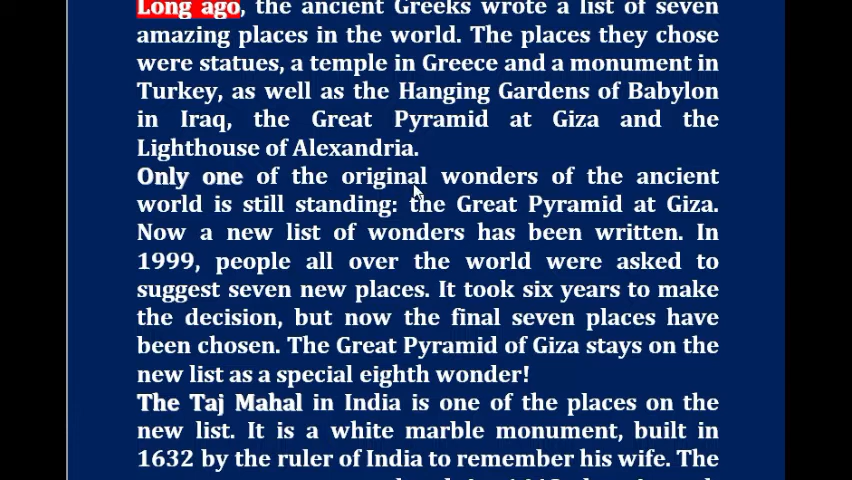 Long ago, the ancient Greeks wrote a list of seven
amazing places in the world. The places they chose
were statues, a temple in Greece and a monument in
Turkey, as well as the Hanging Gardens of Babylon
in Iraq, the Great Pyramid at Giza and the
Lighthouse of Alexandria.
Only one of the original wonders of the ancient
world is still standing: the Great Pyramid at Giza.
Now a new list of wonders has been written. In
1999, people all over the world were asked to
suggest seven new places. It took six years to make
the decision, but now the final seven places have
been chosen. The Great Pyramid of Giza stays on the
new list as a special eighth wonder!
The Taj Mahal in India is one of the places on the
new list. It is a white marble monument, built in
1632 by the ruler of India to remember his wife. The